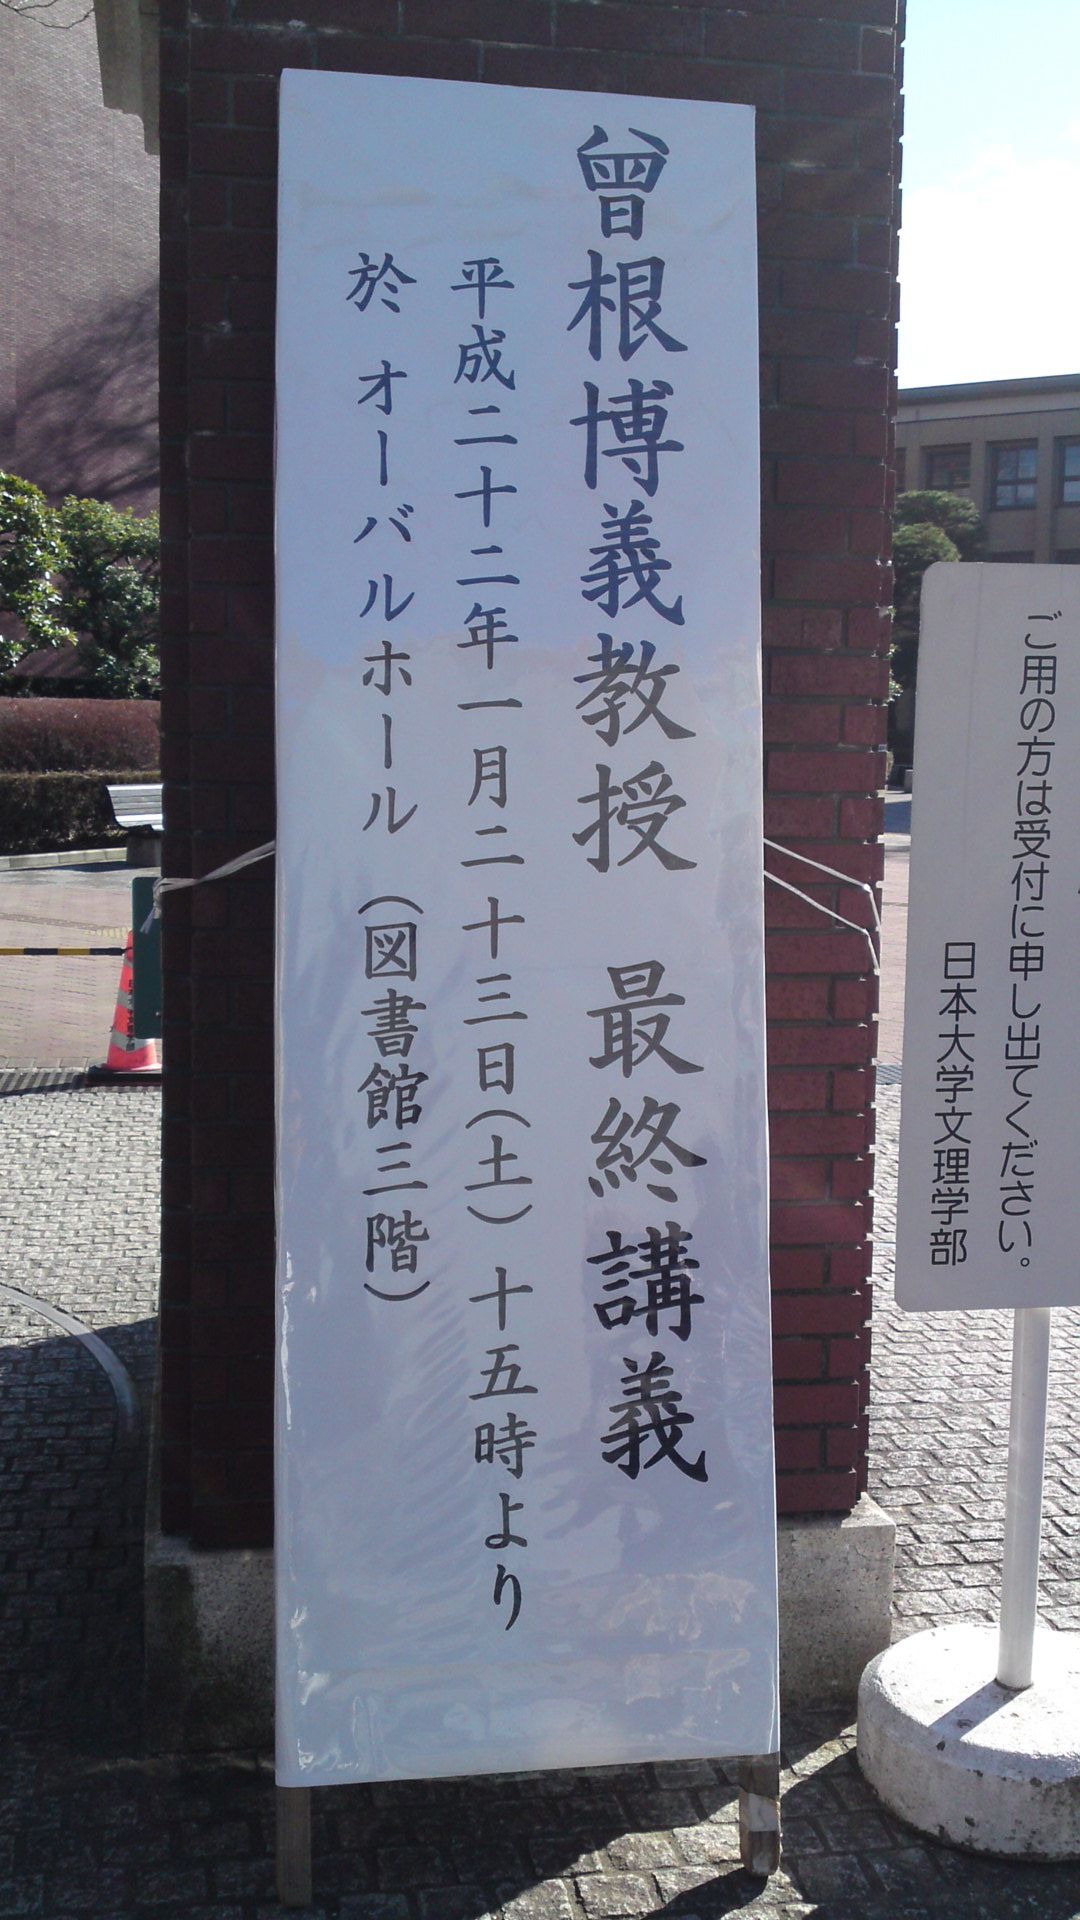 曾根博義教授 最終講義
平成二十二年一月二十三日(土) 十五時より
於 オーバルホール(図書館三階)
ご用の方は受付に申し出てください。
日本大学文理学部